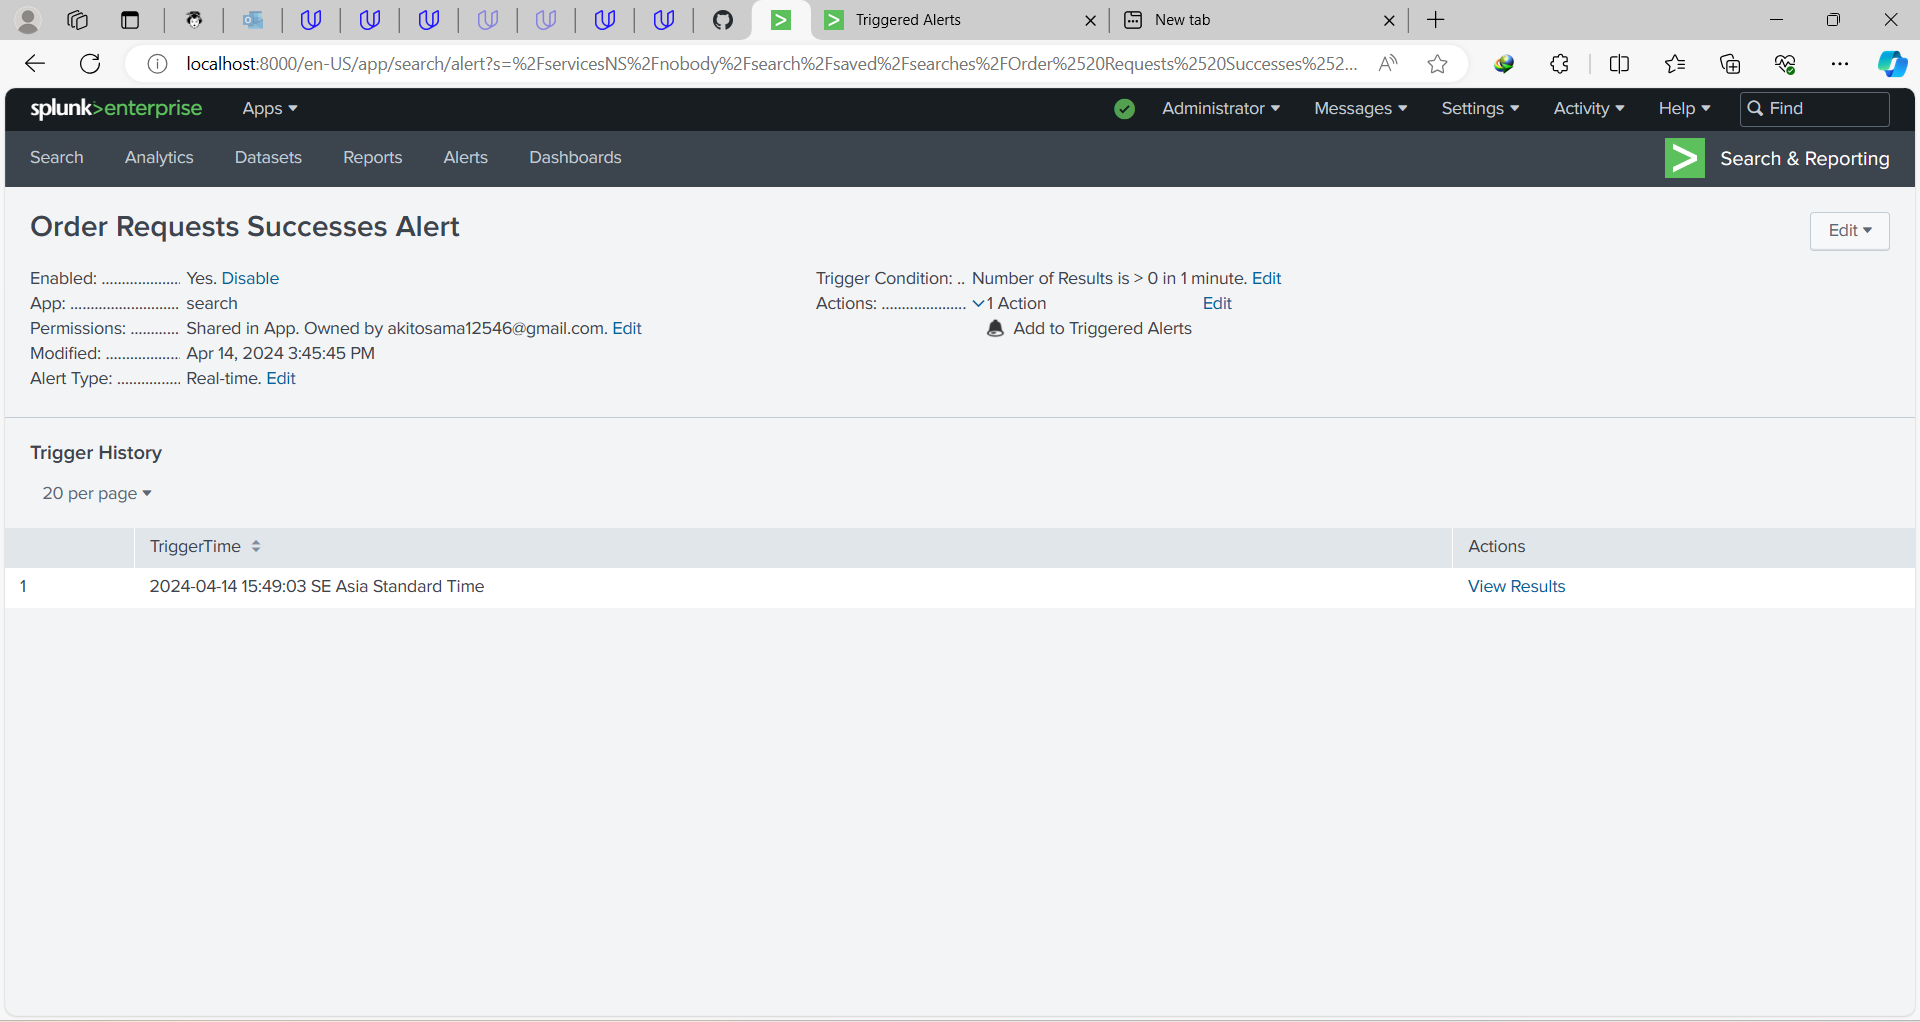 Triggered Alerts
New tab
localhost:8000/en-US/app/search/alert?s=%2FservicesNS%2Fnobody%2Fsearch%2Fsaved%2Fsearches%2FOrder%2520Requests%2520Successes%252...
splunk>enterprise Apps Administrator Messages Settings Activity Help Find
Search Analytics Datasets Reports Alerts Dashboards Search & Reporting
Order Requests Successes Alert
Edit
Enabled: ................... Yes. Disable
App: .......................... search
Permissions: ............ Shared in App. Owned by akitosama12546@gmail.com. Edit
Modified: .................. Apr 14, 2024 3:45:45 PM
Alert Type: ................ Real-time. Edit
Trigger Condition: .. Number of Results is > 0 in 1 minute. Edit
Actions: ..................... 1 Action Edit
Add to Triggered Alerts
Trigger History
20 per page
TriggerTime Actions
1 2024-04-14 15:49:03 SE Asia Standard Time View Results